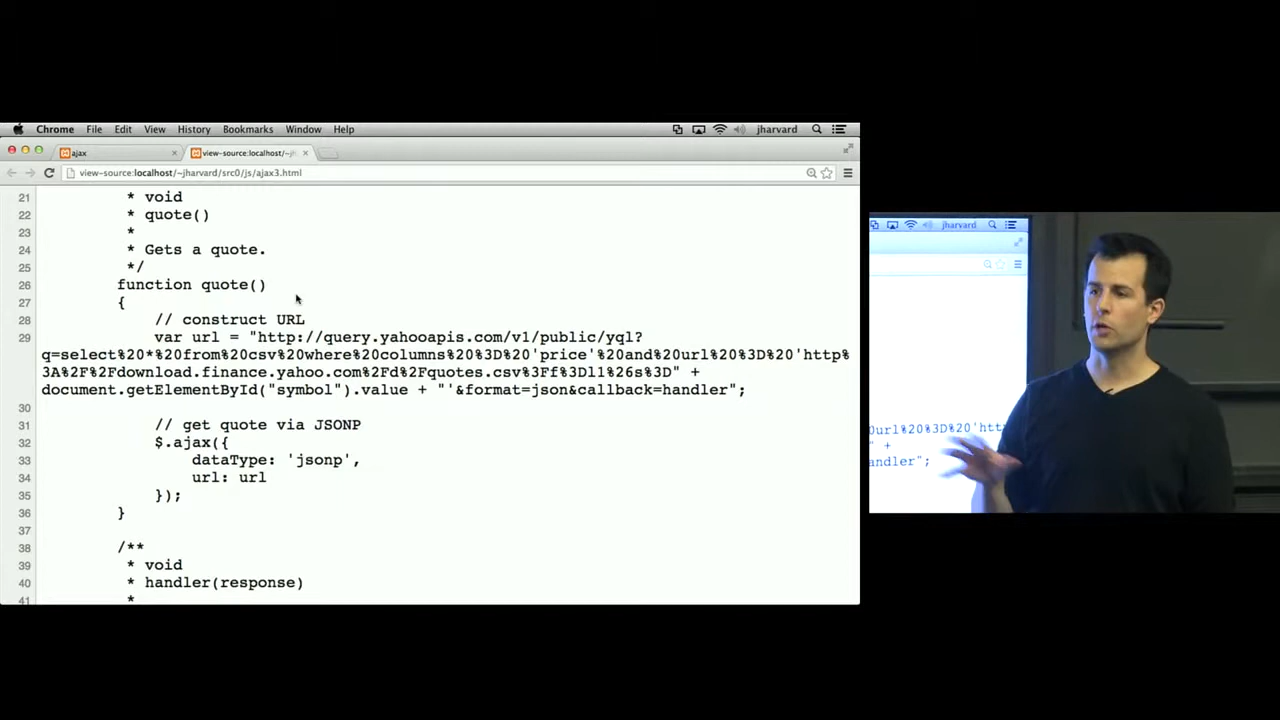 Chrome File Edit View History Bookmarks Window Help jharvard
ajax
view-source:localhost/~jh
view-source:localhost/~jharvard/src0/js/ajax3.html
21 * void
22 * quote()
23 *
24 * Gets a quote.
25 */
26 function quote()
27 {
28 // construct URL
29 var url = "http://query.yahooapis.com/v1/public/yql?
q=select%20*%20from%20csv%20where%20columns%20%3D%20'price'%20and%20url%20%3D%20'http%
3A%2F%2Fdownload.finance.yahoo.com%2Fd%2Fquotes.csv%3Ff%3Dl1%26s%3D" +
document.getElementById("symbol").value + "'&format=json&callback=handler";
30
31 // get quote via JSONP
32 $.ajax({
33 dataType: 'jsonp',
34 url: url
35 });
36 }
37
38 /**
39 * void
40 * handler(response)
41 *
jharvard
0url%20%3D%20'htt
" +
andler";